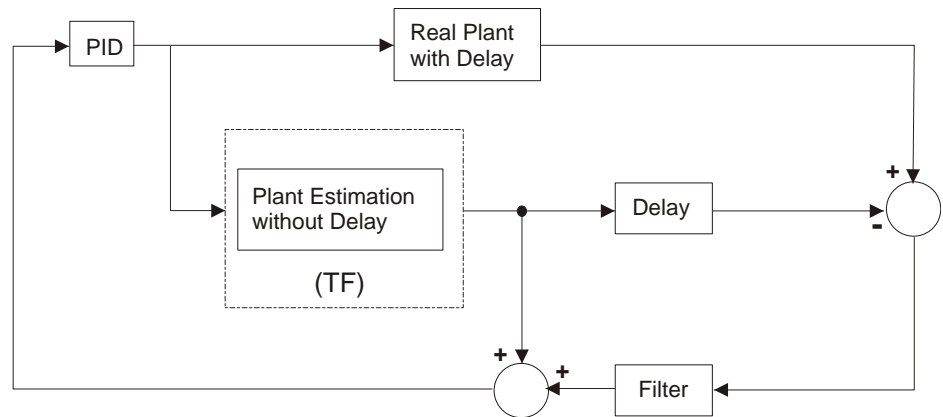 PID
Real Plant
with Delay
Plant Estimation
without Delay
(TF)
Delay
+
-
+
+
Filter